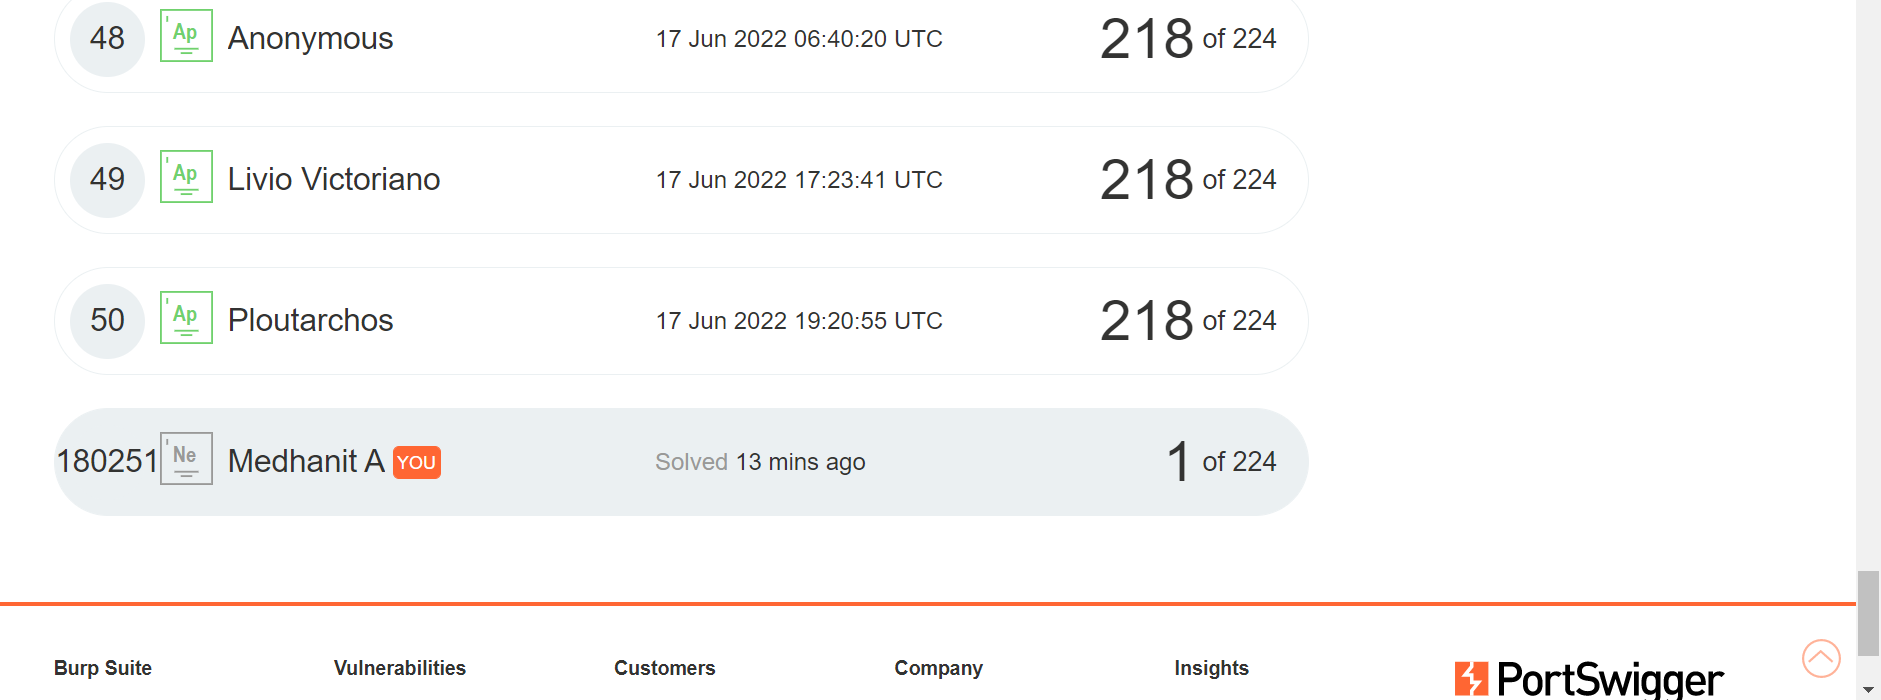 48 Ap Anonymous 17 Jun 2022 06:40:20 UTC 218 of 224
49 Ap Livio Victoriano 17 Jun 2022 17:23:41 UTC 218 of 224
50 Ap Ploutarchos 17 Jun 2022 19:20:55 UTC 218 of 224
180251 Ne Medhanit A YOU Solved 13 mins ago 1 of 224
Burp Suite Vulnerabilities Customers Company Insights PortSwigger